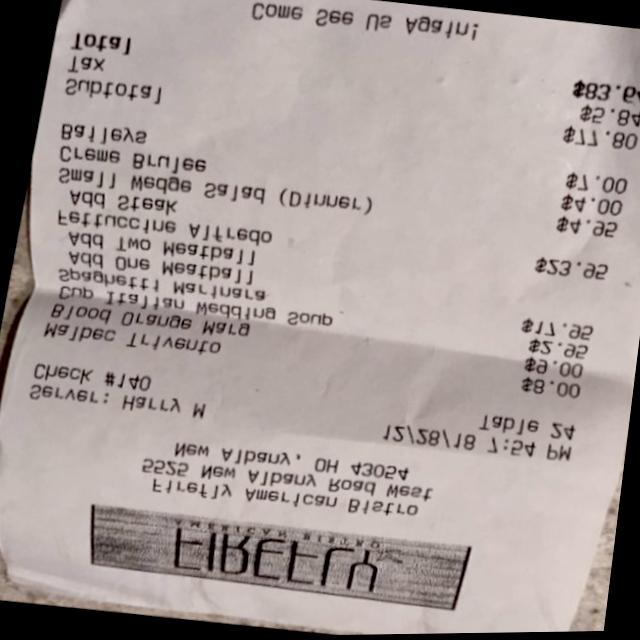 FIREFLY
AMERICAN BISTRO
Firefly American Bistro
5525 New Albany Road West
New Albany, OH 43054
Server: Harry M 12/28/18 7:54 PM
Check #140 Table 24
Malbec Trivento $8.00
Blood Orange Marg $9.00
Cup Italian Wedding Soup $2.95
Spaghetti Marinara $17.95
Add One Meatball
Add Two Meatball
Fettuccine Alfredo $23.95
Add Steak
Small Wedge Salad (Dinner) $4.95
Creme Brulee $4.00
Baileys $7.00
Subtotal $77.80
Tax $5.84
Total $83.64
Come See Us Again!